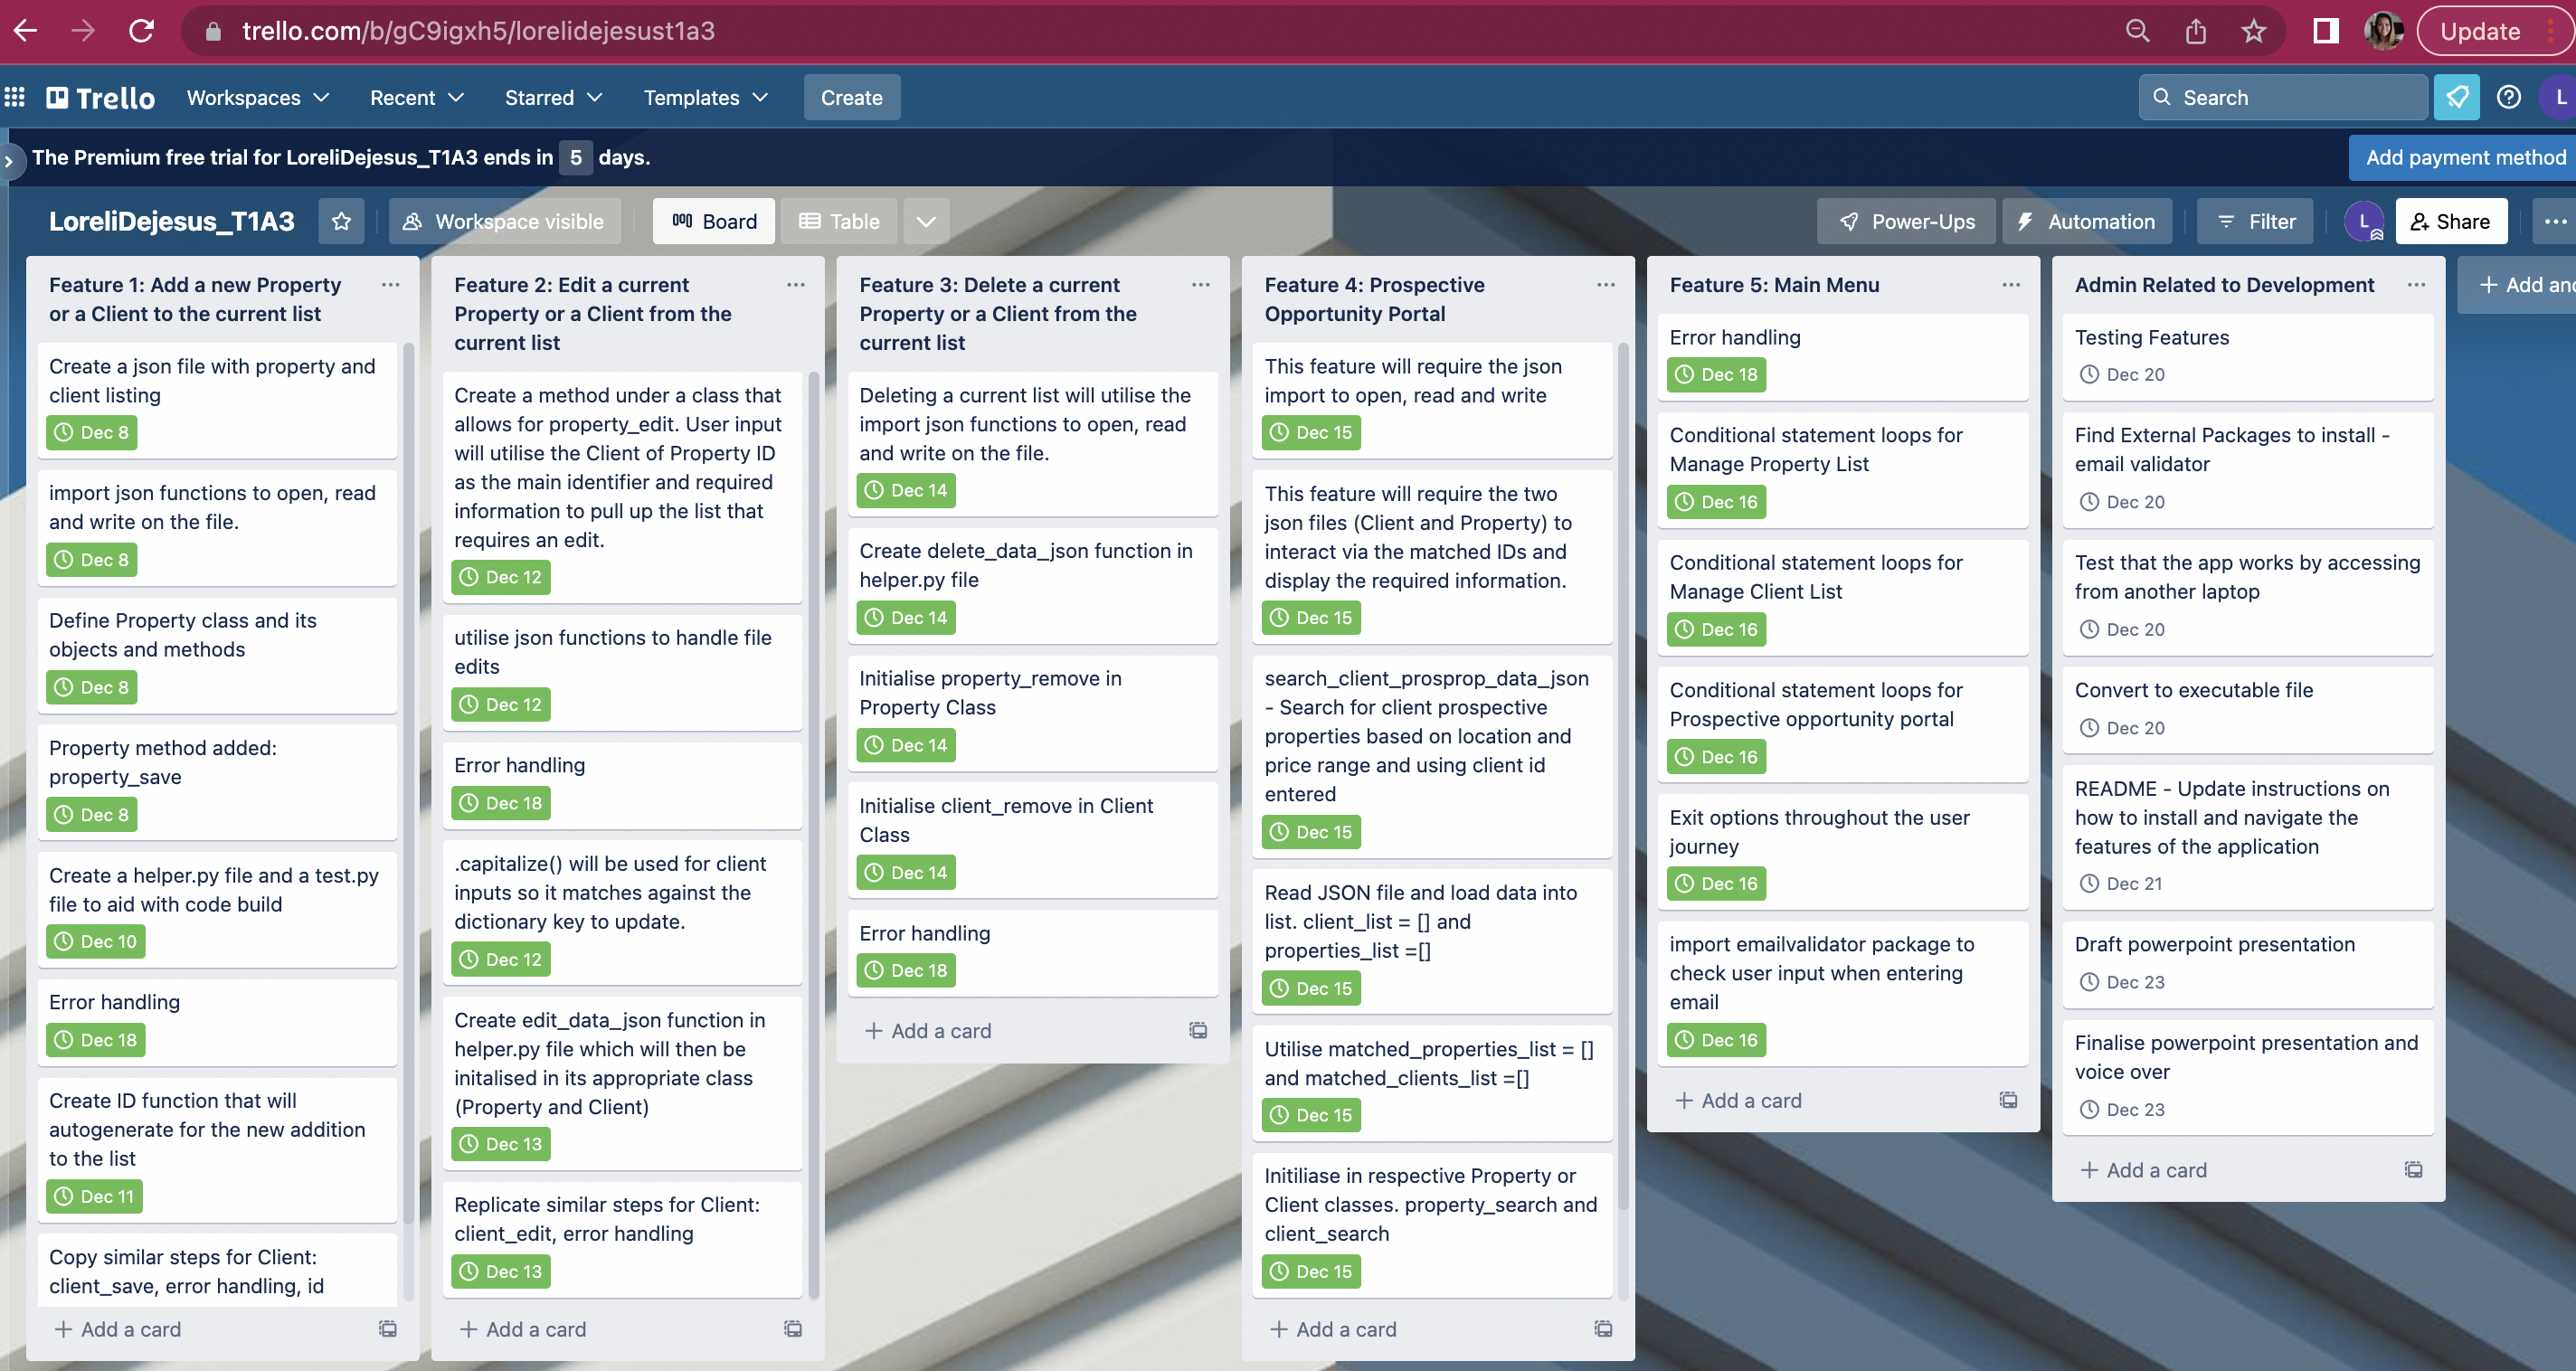 trello.com/b/gC9igxh5/lorelidejesust1a3
Update
Trello
Workspaces
Recent
Starred
Templates
Create
Search
L
The Premium free trial for LoreliDejesus_T1A3 ends in 5 days.
Add payment method
LoreliDejesus_T1A3
Workspace visible
Board
Table
Power-Ups
Automation
Filter
L
Share
Feature 1: Add a new Property
or a Client to the current list
Create a json file with property and
client listing
Dec 8
import json functions to open, read
and write on the file.
Dec 8
Define Property class and its
objects and methods
Dec 8
Property method added:
property_save
Dec 8
Create a helper.py file and a test.py
file to aid with code build
Dec 10
Error handling
Dec 18
Create ID function that will
autogenerate for the new addition
to the list
Dec 11
Copy similar steps for Client:
client_save, error handling, id
Add a card
Feature 2: Edit a current
Property or a Client from the
current list
Create a method under a class that
allows for property_edit. User input
will utilise the Client of Property ID
as the main identifier and required
information to pull up the list that
requires an edit.
Dec 12
utilise json functions to handle file
edits
Dec 12
Error handling
Dec 18
.capitalize() will be used for client
inputs so it matches against the
dictionary key to update.
Dec 12
Create edit_data_json function in
helper.py file which will then be
initalised in its appropriate class
(Property and Client)
Dec 13
Replicate similar steps for Client:
client_edit, error handling
Dec 13
Add a card
Feature 3: Delete a current
Property or a Client from the
current list
Deleting a current list will utilise the
import json functions to open, read
and write on the file.
Dec 14
Create delete_data_json function in
helper.py file
Dec 14
Initialise property_remove in
Property Class
Dec 14
Initialise client_remove in Client
Class
Dec 14
Error handling
Dec 18
Add a card
Feature 4: Prospective
Opportunity Portal
This feature will require the json
import to open, read and write
Dec 15
This feature will require the two
json files (Client and Property) to
interact via the matched IDs and
display the required information.
Dec 15
search_client_prosprop_data_json
- Search for client prospective
properties based on location and
price range and using client id
entered
Dec 15
Read JSON file and load data into
list. client_list = [] and
properties_list =[]
Dec 15
Utilise matched_properties_list = []
and matched_clients_list =[]
Dec 15
Initiliase in respective Property or
Client classes. property_search and
client_search
Dec 15
Add a card
Feature 5: Main Menu
Error handling
Dec 18
Conditional statement loops for
Manage Property List
Dec 16
Conditional statement loops for
Manage Client List
Dec 16
Conditional statement loops for
Prospective opportunity portal
Dec 16
Exit options throughout the user
journey
Dec 16
import emailvalidator package to
check user input when entering
email
Dec 16
Add a card
Admin Related to Development
Testing Features
Dec 20
Find External Packages to install -
email validator
Dec 20
Test that the app works by accessing
from another laptop
Dec 20
Convert to executable file
Dec 20
README - Update instructions on
how to install and navigate the
features of the application
Dec 21
Draft powerpoint presentation
Dec 23
Finalise powerpoint presentation and
voice over
Dec 23
Add a card
Add